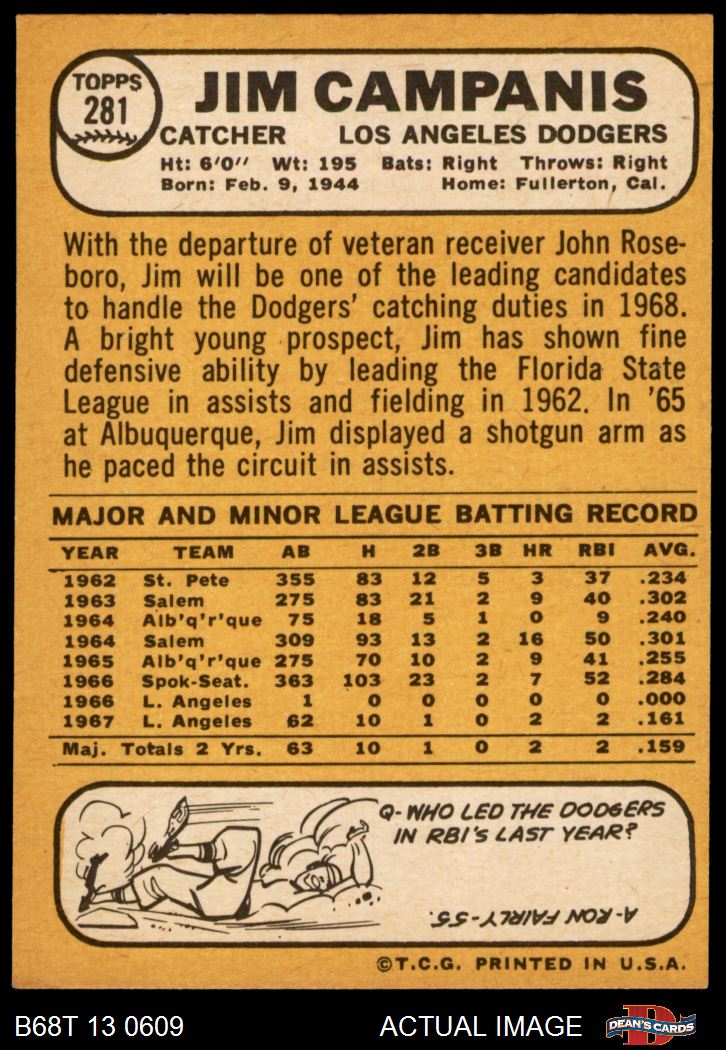 TOPPS
281
JIM CAMPANIS
CATCHER LOS ANGELES DODGERS
Ht: 6'0'' Wt: 195 Bats: Right Throws: Right
Born: Feb. 9, 1944 Home: Fullerton, Cal.
With the departure of veteran receiver John Rose-
boro, Jim will be one of the leading candidates
to handle the Dodgers' catching duties in 1968.
A bright young prospect, Jim has shown fine
defensive ability by leading the Florida State
League in assists and fielding in 1962. In '65
at Albuquerque, Jim displayed a shotgun arm as
he paced the circuit in assists.
MAJOR AND MINOR LEAGUE BATTING RECORD
YEAR TEAM AB H 2B 3B HR RBI AVG.
1962 St. Pete 355 83 12 5 3 37 .234
1963 Salem 275 83 21 2 9 40 .302
1964 Alb'q'r'que 75 18 5 1 0 9 .240
1964 Salem 309 93 13 2 16 50 .301
1965 Alb'q'r'que 275 70 10 2 9 41 .255
1966 Spok-Seat. 363 103 23 2 7 52 .284
1966 L. Angeles 1 0 0 0 0 0 .000
1967 L. Angeles 62 10 1 0 2 2 .161
Maj. Totals 2 Yrs. 63 10 1 0 2 2 .159
Q- WHO LED THE DODGERS
IN RBI'S LAST YEAR?
A- RON FAIRLY - 55.
©T.C.G. PRINTED IN U.S.A.
B68T 13 0609 ACTUAL IMAGE
DEAN'S CARDS